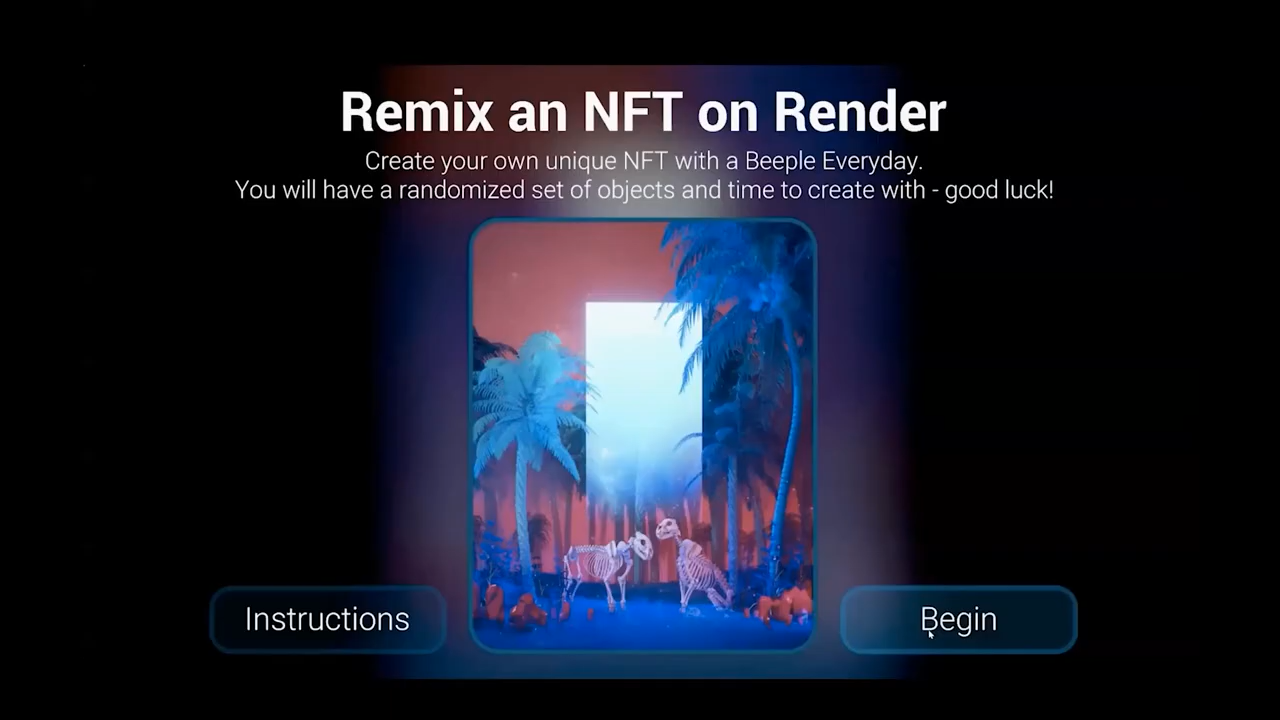 Remix an NFT on Render
Create your own unique NFT with a Beeple Everyday.
You will have a randomized set of objects and time to create with - good luck!
Instructions
Begin